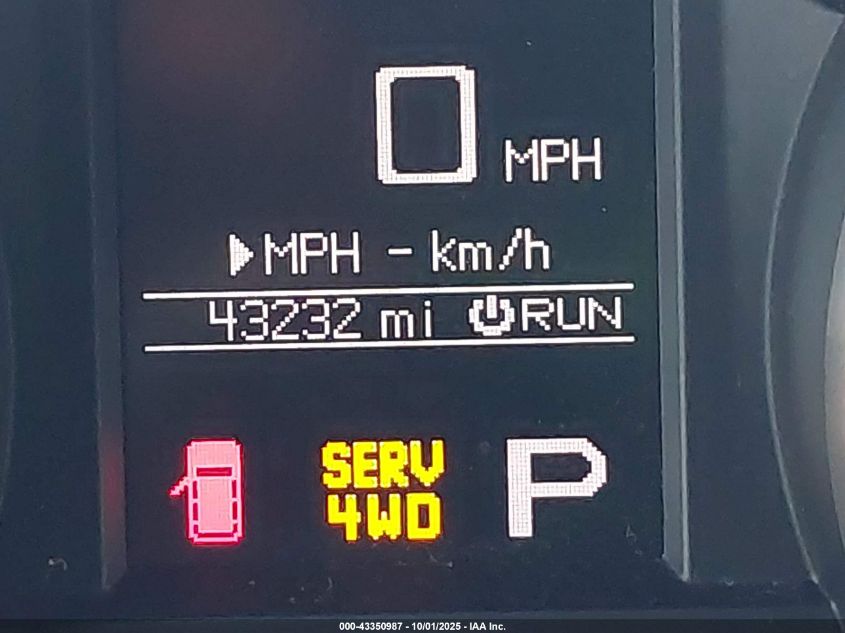 0 MPH
▶MPH - km/h
43232 mi RUN
SERV
4WD
P
000-43350987 - 10/01/2025 - IAA Inc.